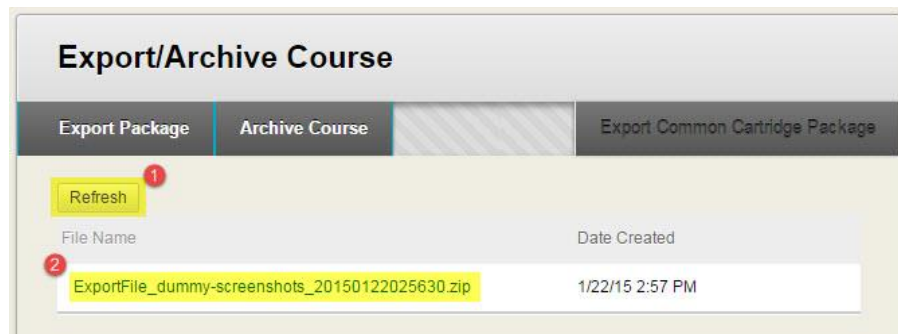 Export/Archive Course
Export Package Archive Course Export Common Cartridge Package
1
Refresh
File Name Date Created
2
ExportFile_dummy-screenshots_20150122025630.zip 1/22/15 2:57 PM